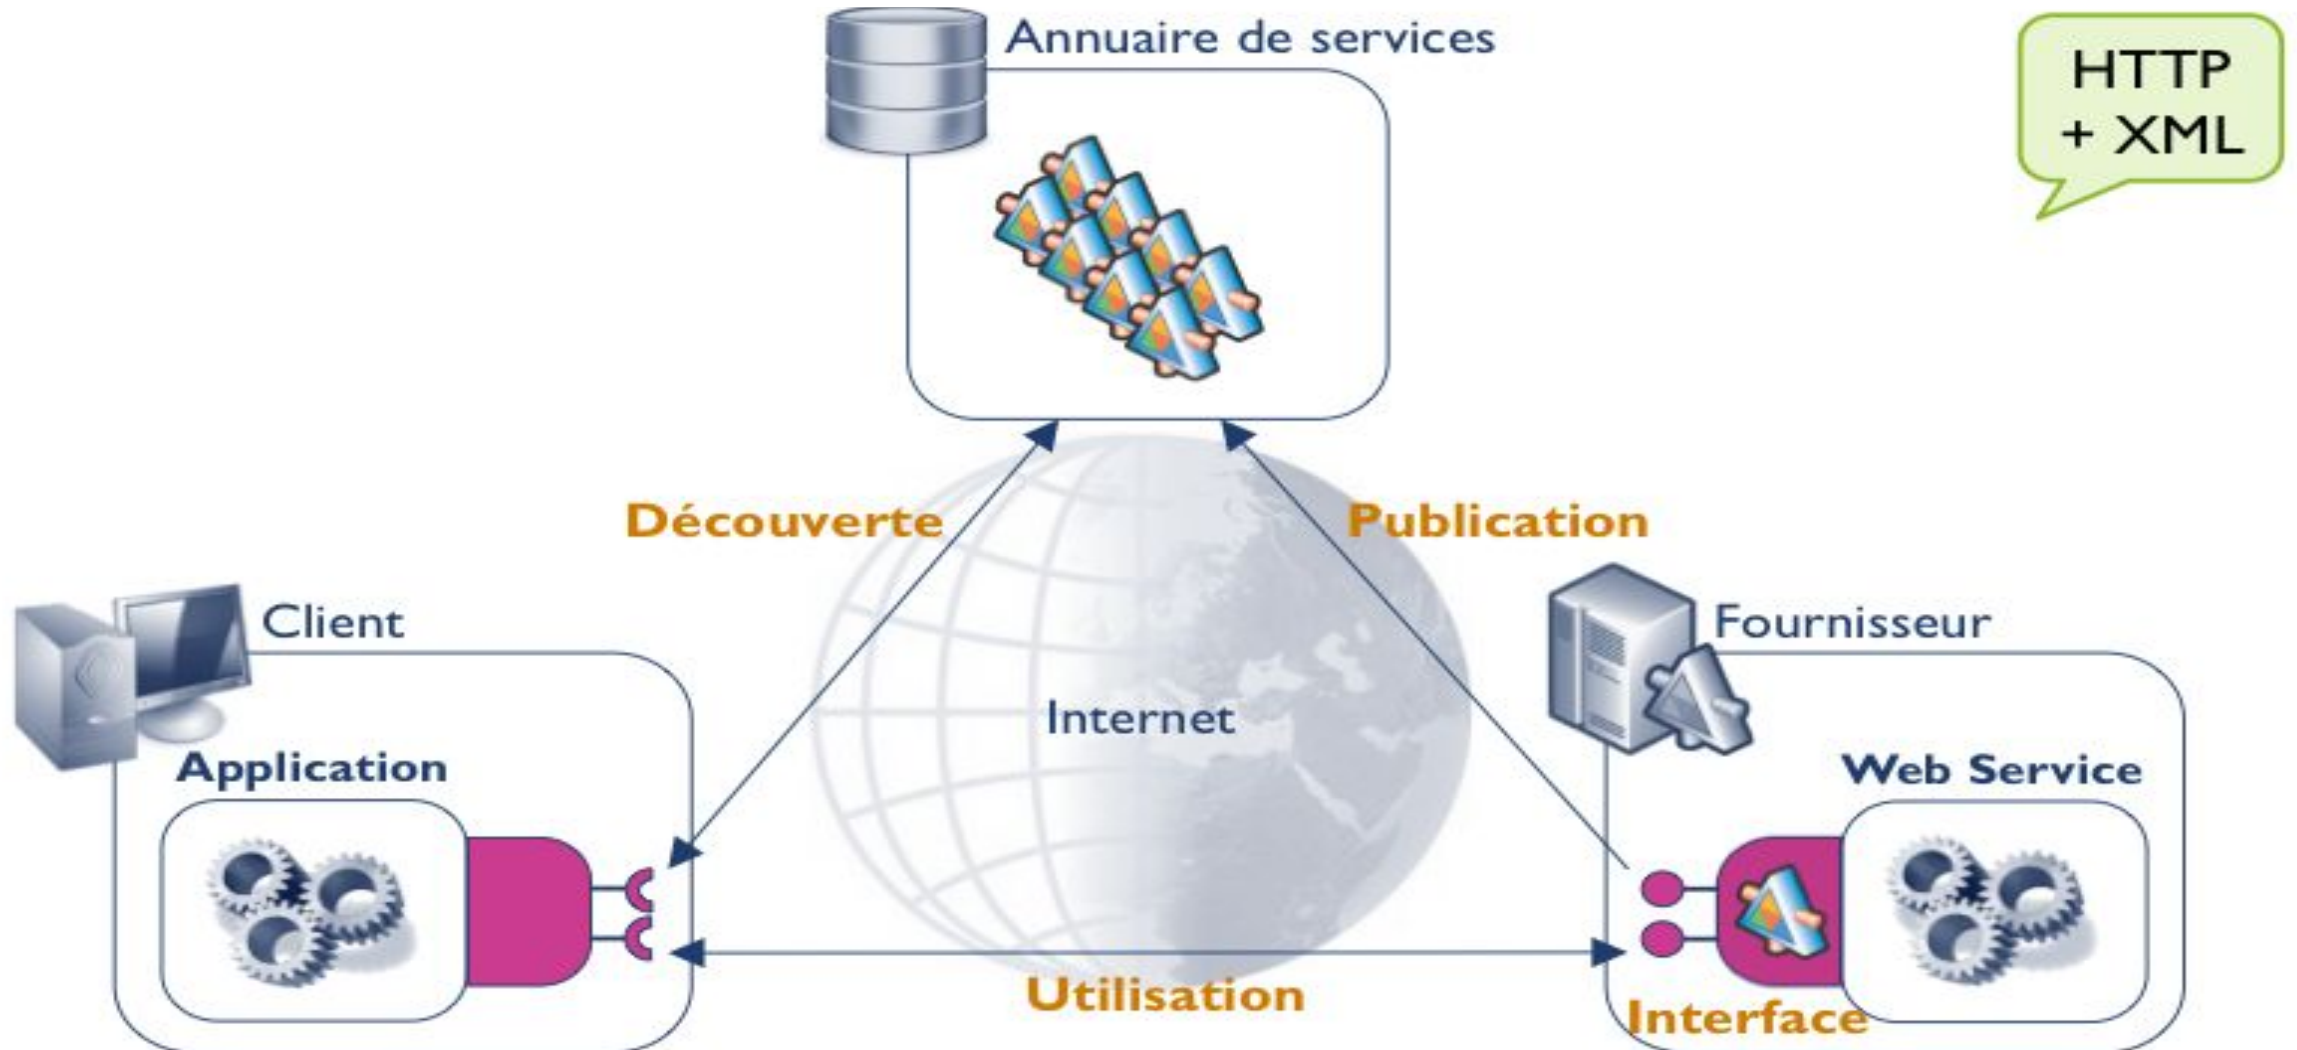 Annuaire de services
HTTP
+ XML
Découverte
Publication
Client
Fournisseur
Internet
Application
Web Service
Utilisation
Interface